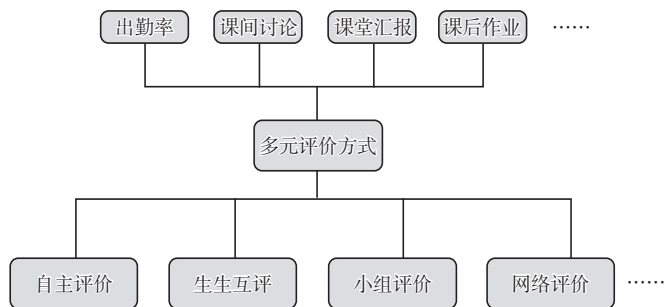 出勤率 课间讨论 课堂汇报 课后作业 ……
多元评价方式
自主评价 生生互评 小组评价 网络评价 ……